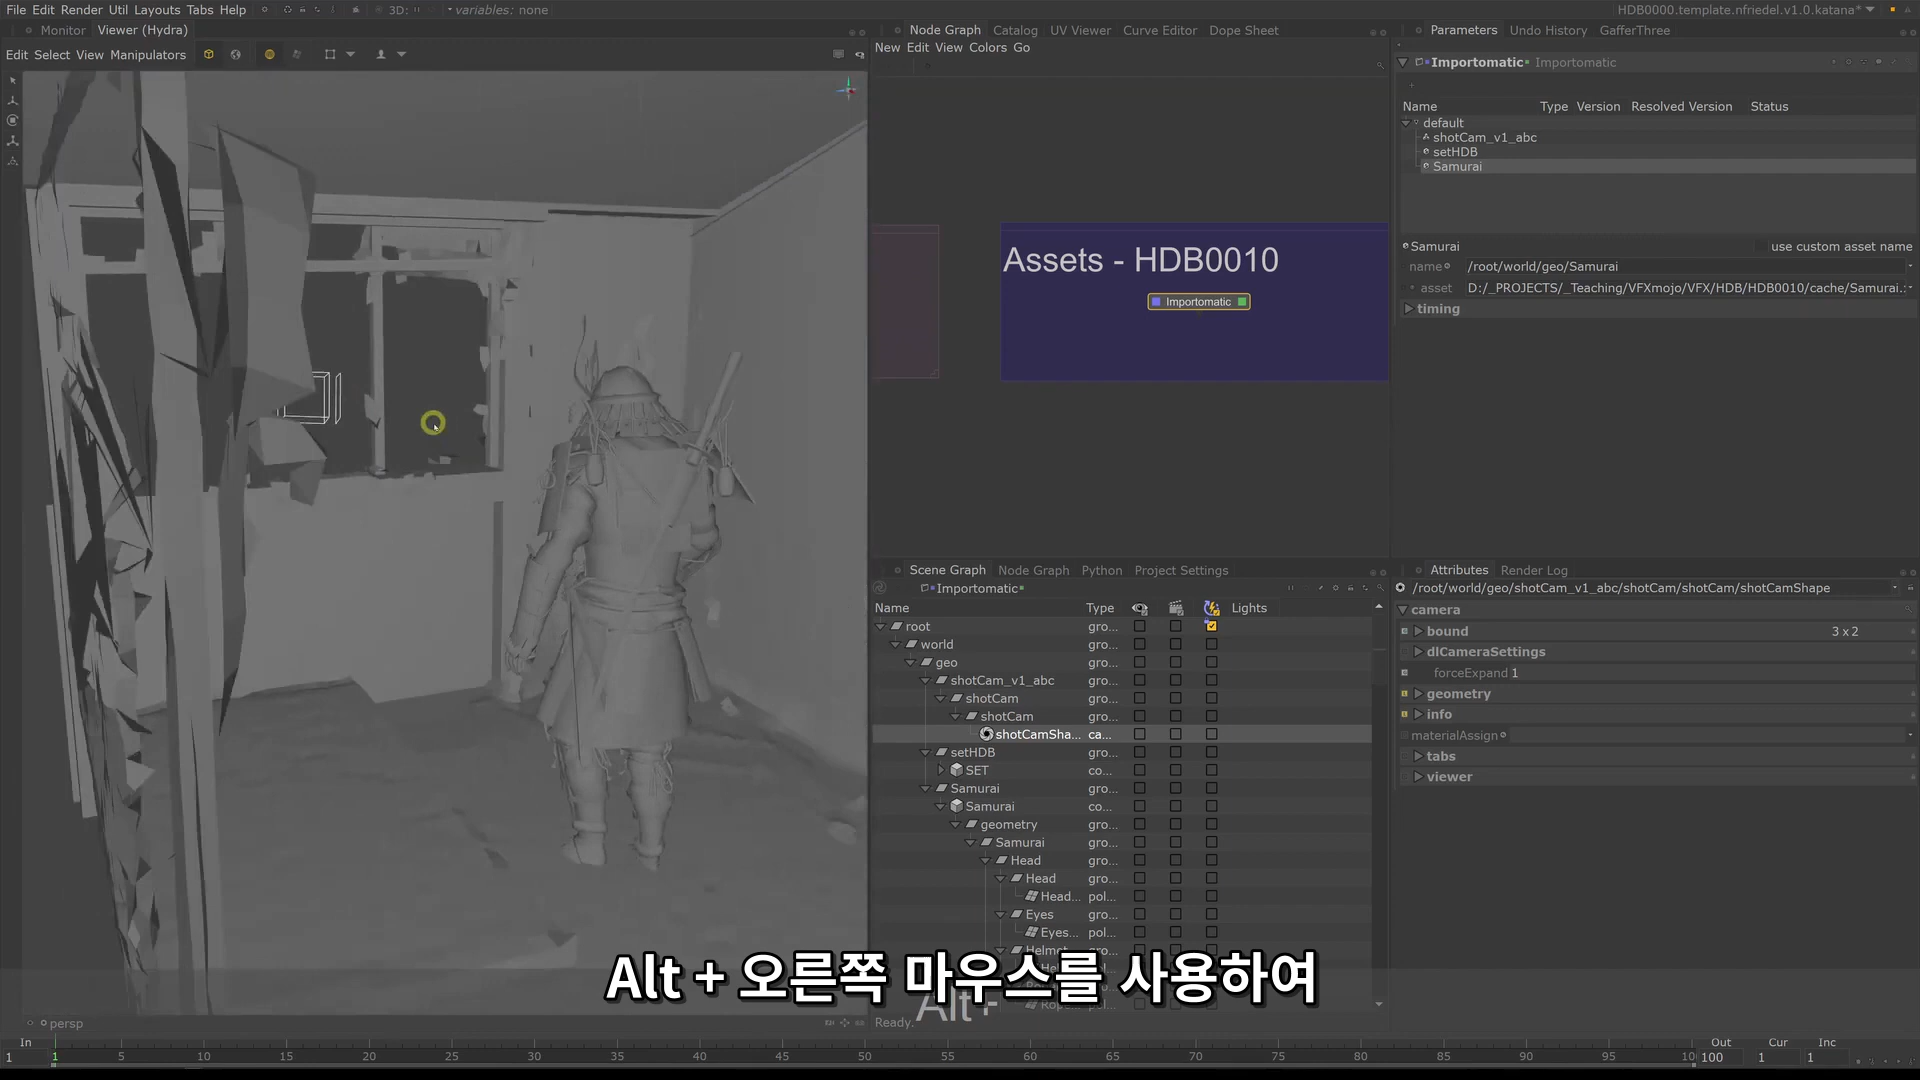 File Edit Render Util Layouts Tabs Help
3D:
variables: none
HDB0000.template.nfriedel.v1.0.katana*
Monitor
Viewer (Hydra)
Edit Select View Manipulators
persp
Node Graph
Catalog
UV Viewer
Curve Editor
Dope Sheet
New Edit View Colors Go
Assets - HDB0010
Importomatic
Scene Graph
Node Graph
Python
Project Settings
Importomatic
Name Type Lights
root gro...
world gro...
geo gro...
shotCam_v1_abc gro...
shotCam gro...
shotCam gro...
shotCamSha... ca...
setHDB gro...
SET co...
Samurai gro...
Samurai co...
geometry gro...
Samurai gro...
Head gro...
Head gro...
Head... pol...
Eyes gro...
Eyes... pol...
Helmet gro...
Ready.
Parameters
Undo History
GafferThree
Importomatic Importomatic
Name Type Version Resolved Version Status
default
shotCam_v1_abc
setHDB
Samurai
Samurai
use custom asset name
name /root/world/geo/Samurai
asset D:/_PROJECTS/_Teaching/VFXmojo/VFX/HDB/HDB0010/cache/Samurai.
timing
Attributes
Render Log
/root/world/geo/shotCam_v1_abc/shotCam/shotCam/shotCamShape
camera
bound 3 x 2
dlCameraSettings
forceExpand 1
geometry
info
materialAssign
tabs
viewer
Alt + 오른쪽 마우스를 사용하여
Alt+
In
1
1 5 10 15 20 25 30 35 40 45 50 55 60 65 70 75 80 85 90 95
Out Cur Inc
100 1 1